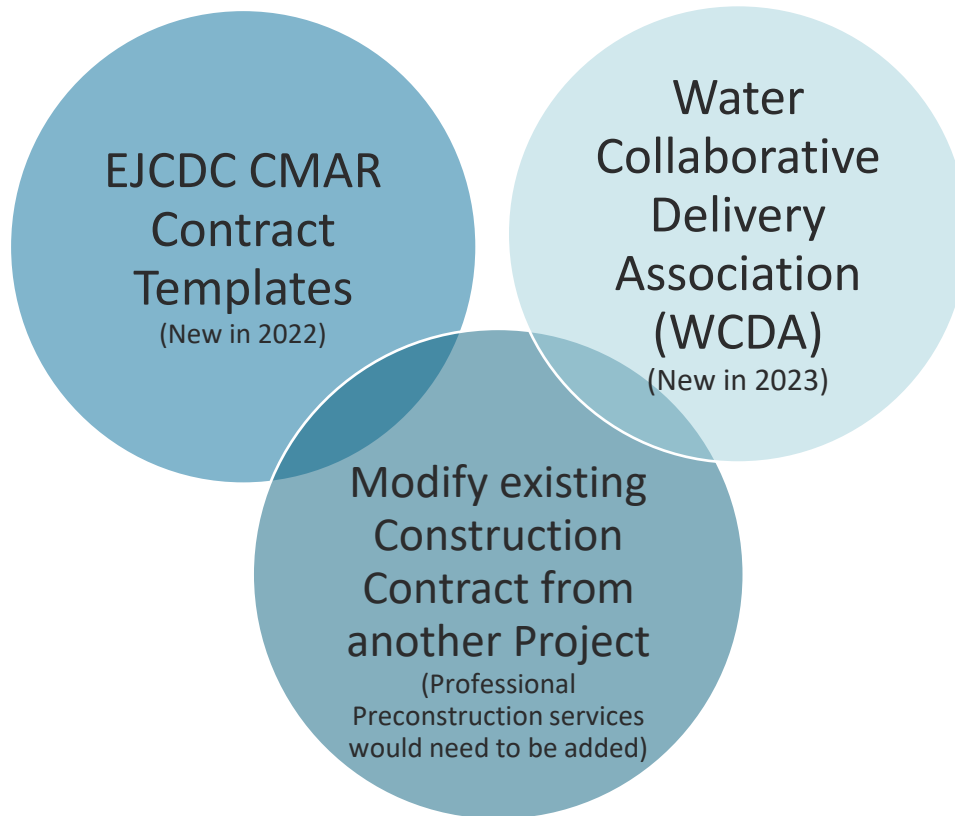 EJCDC CMAR
Contract
Templates
(New in 2022)
Water
Collaborative
Delivery
Association
(WCDA)
(New in 2023)
Modify existing
Construction
Contract from
another Project
(Professional
Preconstruction services
would need to be added)